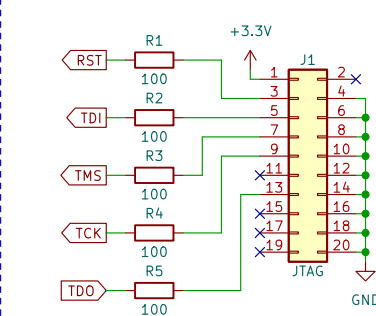 +3.3V
R1
RST
100
J1
1 2
3 4
R2
TDI
100
5 6
7 8
R3
TMS
100
9 10
11 12
13 14
R4
TCK
100
15 16
17 18
19 20
R5
TDO
100
JTAG
GND